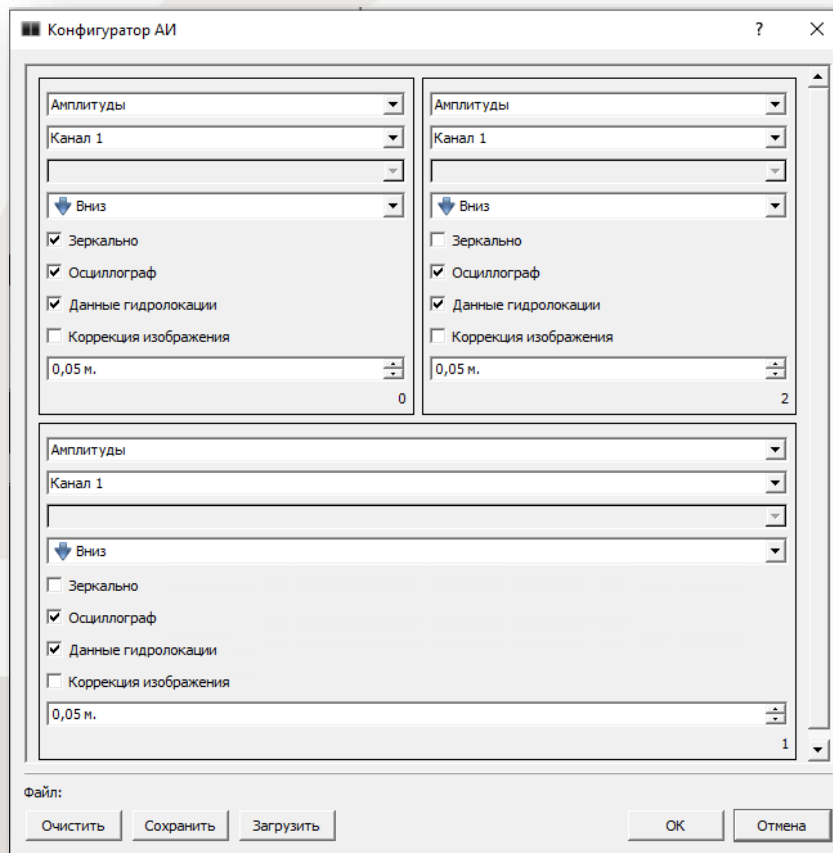 Конфигуратор АИ
?
Амплитуды
Канал 1
Вниз
Зеркально
Осциллограф
Данные гидролокации
Коррекция изображения
0,05 м.
0
Амплитуды
Канал 1
Вниз
Зеркально
Осциллограф
Данные гидролокации
Коррекция изображения
0,05 м.
2
Амплитуды
Канал 1
Вниз
Зеркально
Осциллограф
Данные гидролокации
Коррекция изображения
0,05 м.
1
Файл:
Очистить
Сохранить
Загрузить
ОК
Отмена